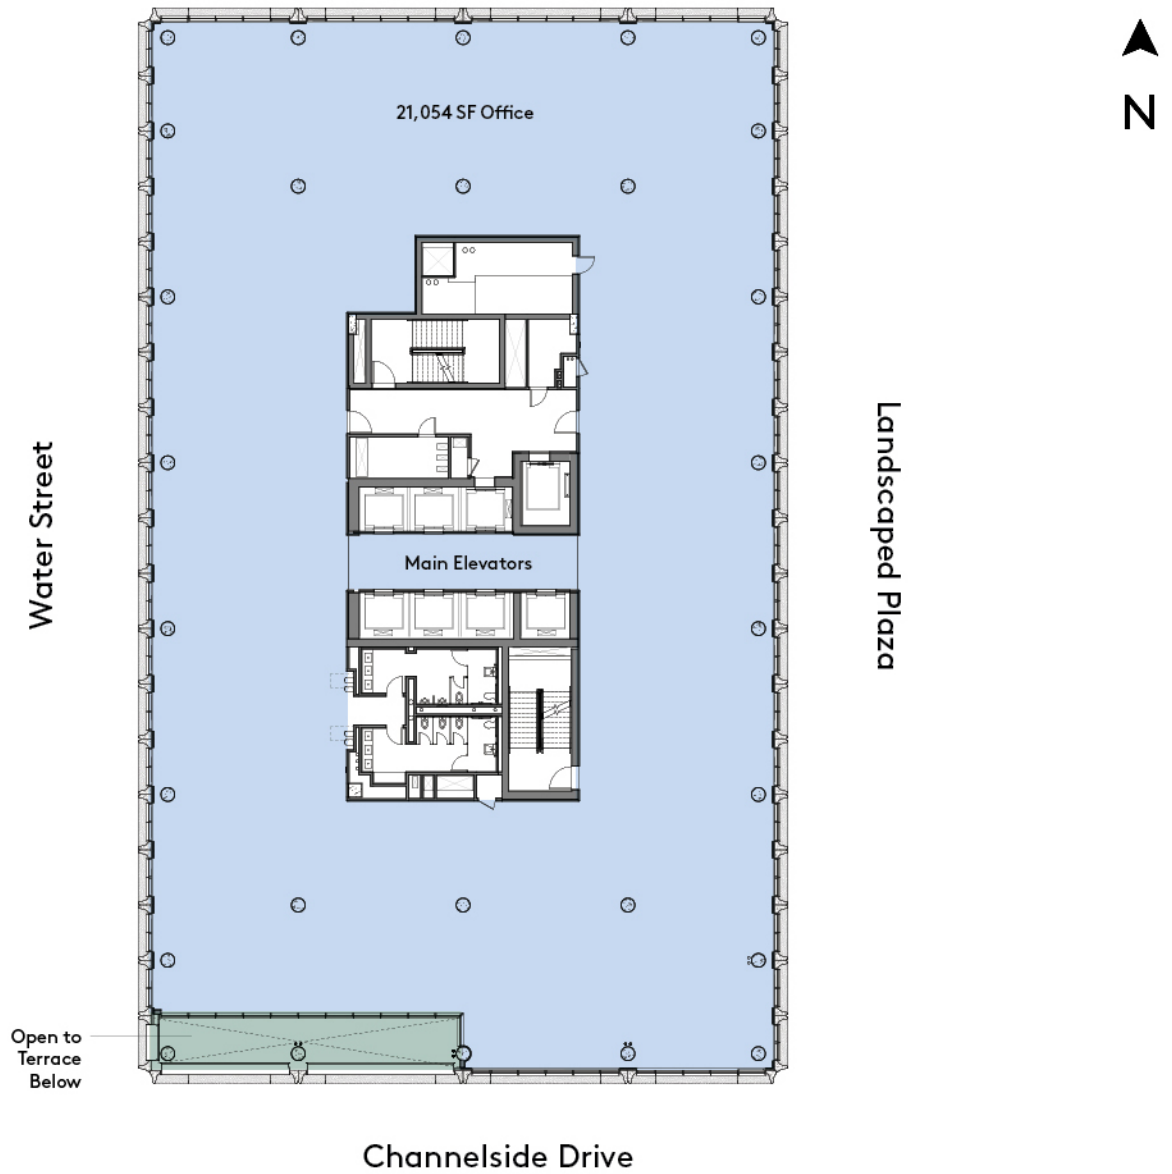 N
21,054 SF Office
Water Street
Landscaped Plaza
Main Elevators
Open to
Terrace
Below
Channelside Drive